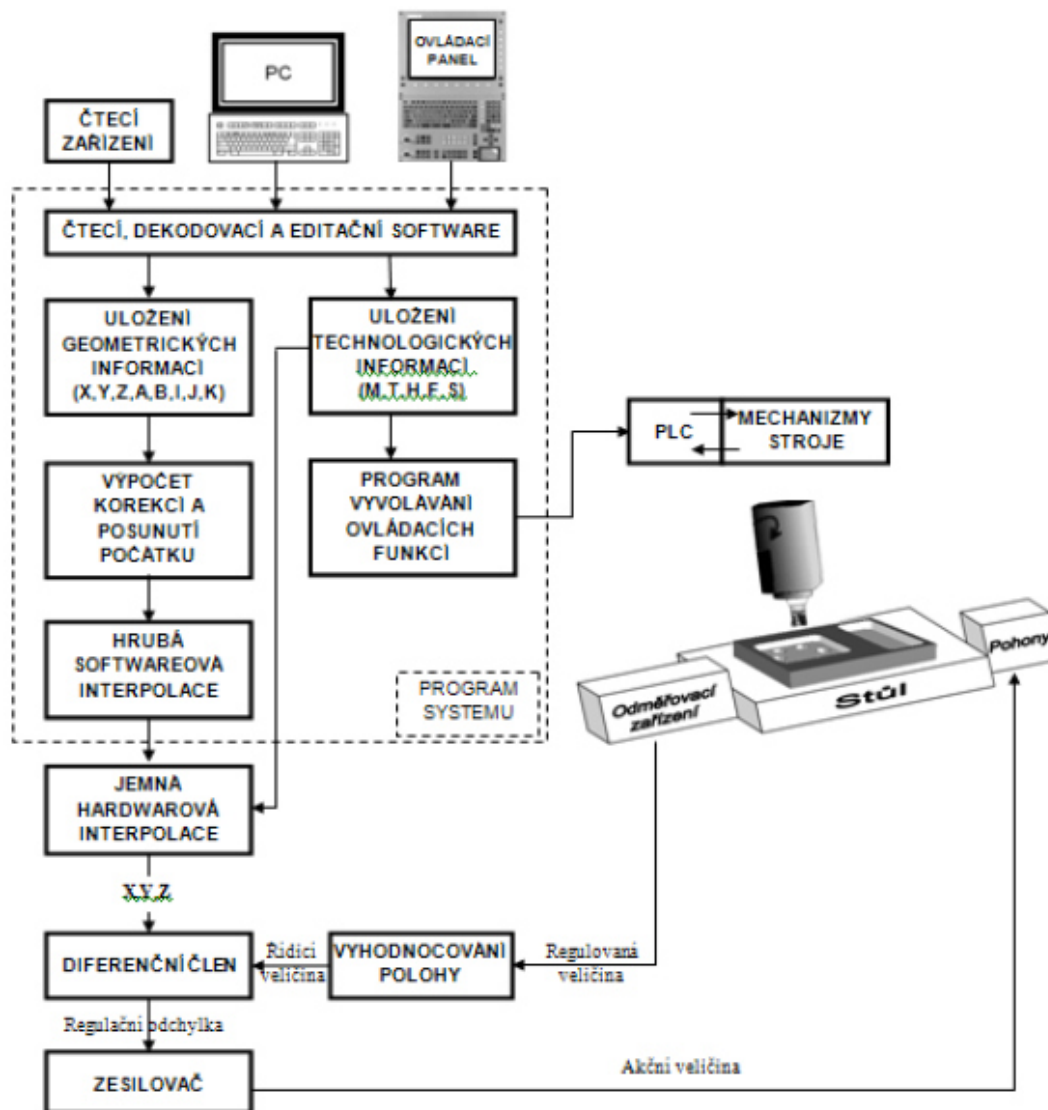 PC
OVLÁDACÍ
PANEL
ČTECÍ
ZAŘÍZENÍ
ČTECÍ, DEKODOVACÍ A EDITAČNÍ SOFTWARE
ULOŽENÍ
GEOMETRICKÝCH
INFORMACÍ
(X,Y,Z,A,B,I,J,K)
ULOŽENÍ
TECHNOLOGICKÝCH
INFORMACÍ
(M,T,H,F,S)
PLC
MECHANIZMY
STROJE
VÝPOČET
KOREKCÍ A
POSUNUTÍ
POČÁTKU
PROGRAM
VYVOLÁVÁNÍ
OVLÁDACÍCH
FUNKCÍ
HRUBÁ
SOFTWAREOVÁ
INTERPOLACE
PROGRAM
SYSTEMU
Odměřovací
zařízení
Stůl
Pohony
JEMNÁ
HARDWAROVÁ
INTERPOLACE
X,Y,Z
DIFERENČNÍ ČLEN
Řídící
veličina
VYHODNOCOVÁNÍ
POLOHY
Regulovaná
veličina
Regulační odchylka
ZESILOVAČ
Akční veličina